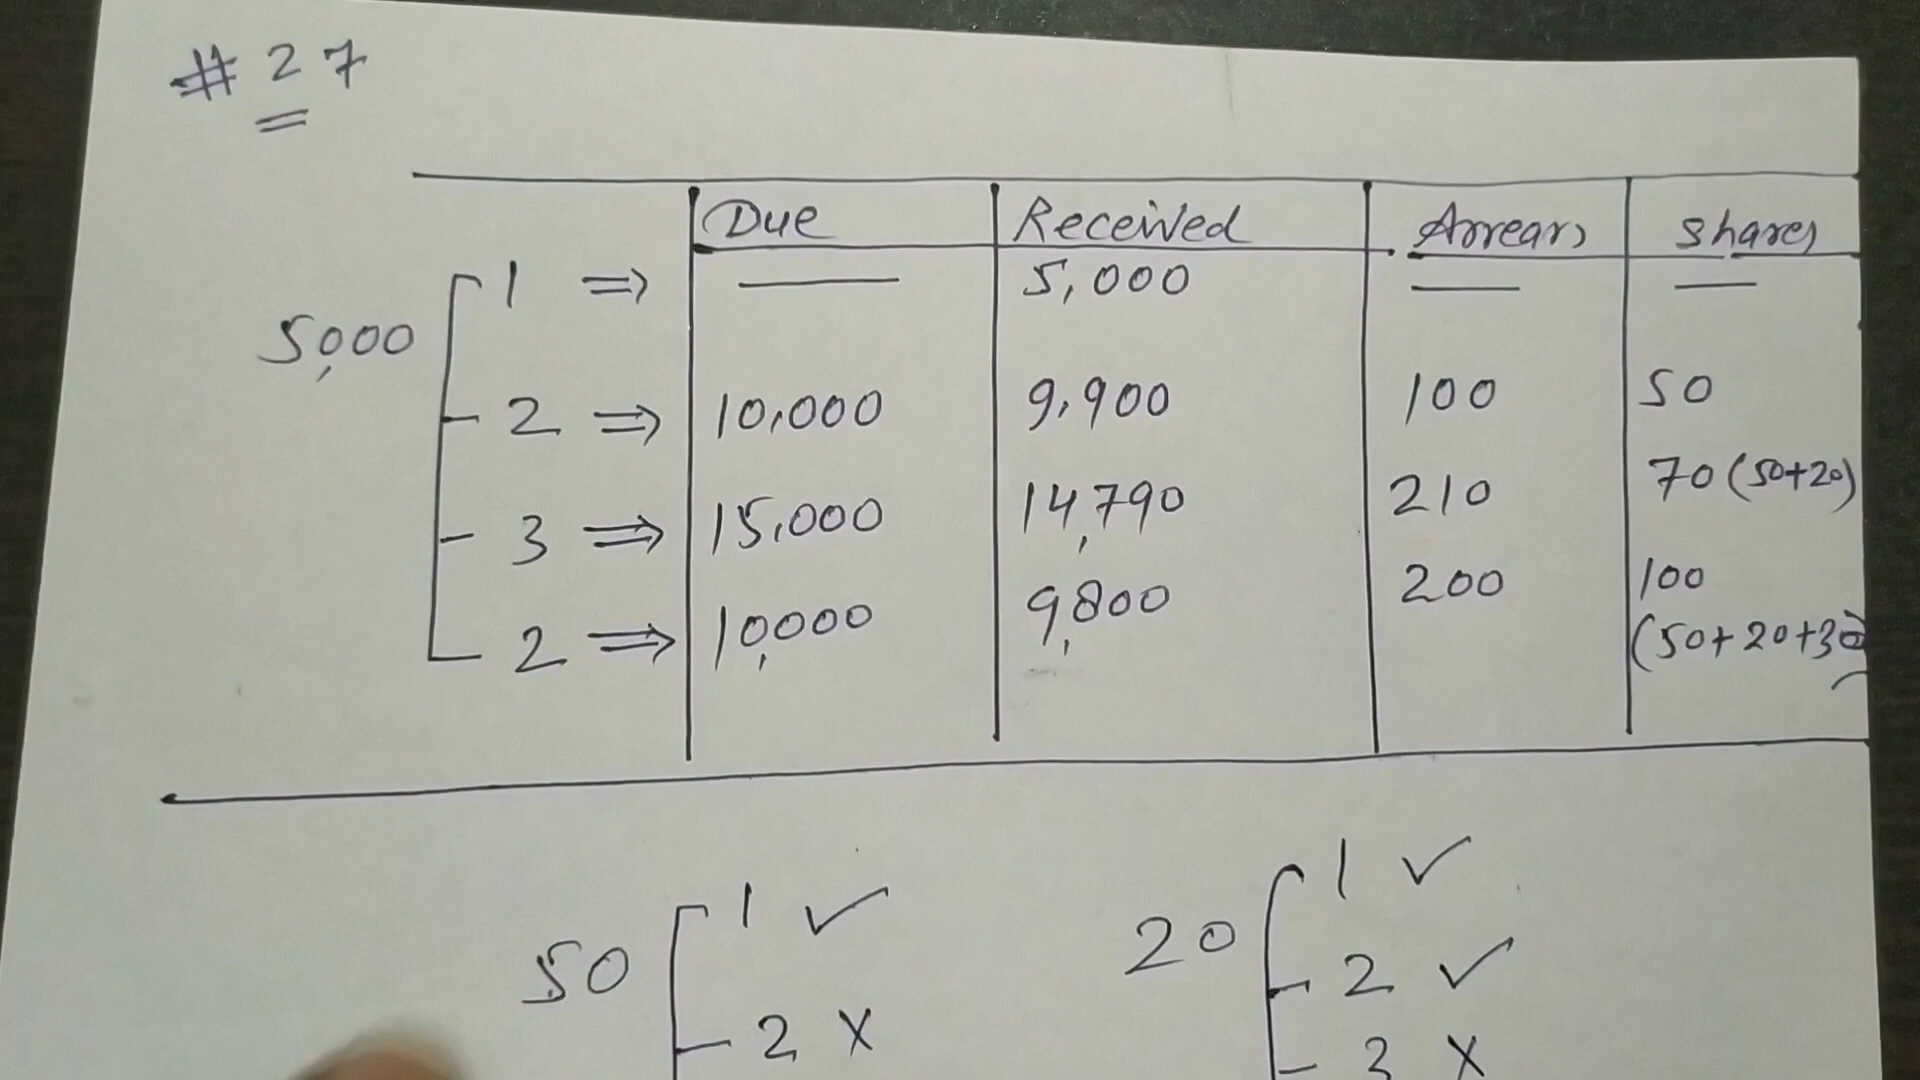 # 27
Due Received Arrears Shares
5,000
1 ⇒ — 5,000 — —
2 ⇒ 10,000 9,900 100 50
3 ⇒ 15,000 14,790 210 70 (50+20)
2 ⇒ 10,000 9,800 200 100
(50+20+30)
50
1 ✓
2 X
20
1 ✓
2 ✓
3 X